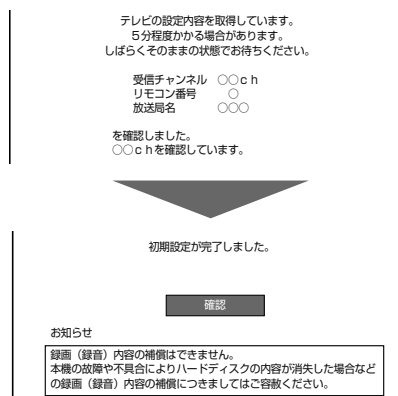 テレビの設定内容を取得しています。
5分程度かかる場合があります。
しばらくそのままの状態でお待ちください。
受信チャンネル ○○ｃｈ
リモコン番号 ○
放送局名 ○○○
を確認しました。
○○ｃｈを確認しています。
初期設定が完了しました。
確認
お知らせ
録画（録音）内容の補償はできません。
本機の故障や不具合によりハードディスクの内容が消失した場合など
の録画（録音）内容の補償につきましてはご容赦ください。